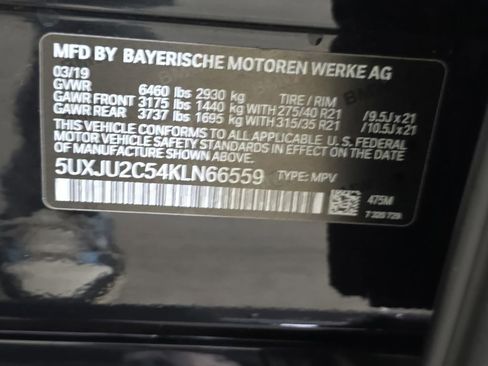 MFD BY BAYERISCHE MOTOREN WERKE AG
03/19
GVWR 6460 lbs 2930 kg TIRE / RIM
GAWR FRONT 3175 lbs 1440 kg WITH 275/40 R21 / 9.5J x 21
GAWR REAR 3737 lbs 1695 kg WITH 315/35 R21 / 10.5J x 21
THIS VEHICLE CONFORMS TO ALL APPLICABLE U.S. FEDERAL
MOTOR VEHICLE SAFETY STANDARDS IN EFFECT ON THE DATE
OF MANUFACTURE SHOWN ABOVE.
5UXJU2C54KLN66559 TYPE: MPV
475M